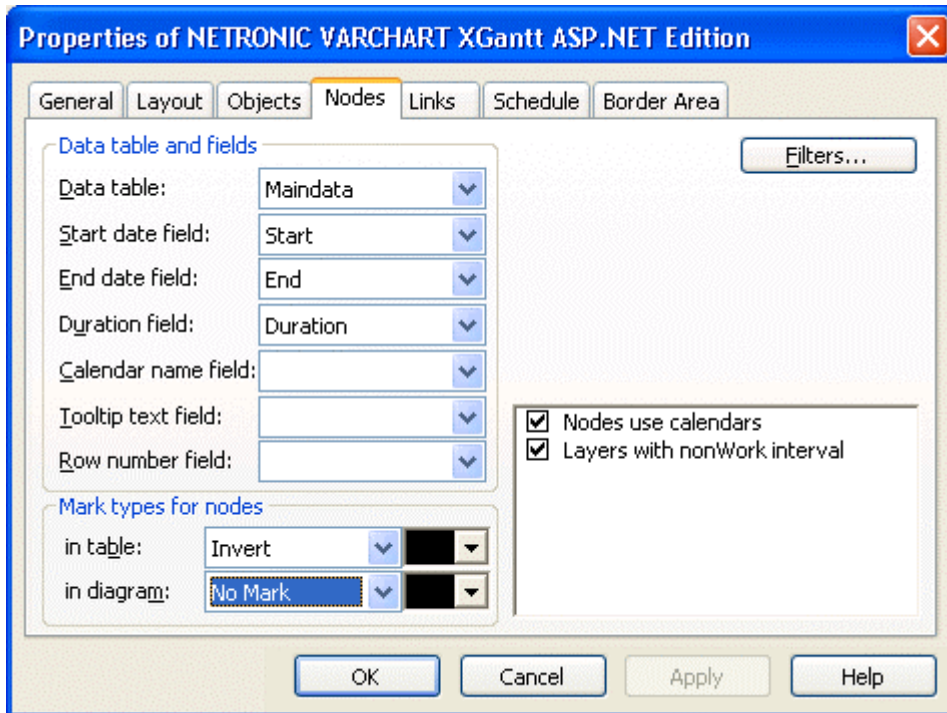 Properties of NETRONIC VARCHART XGantt ASP.NET Edition
General Layout Objects Nodes Links Schedule Border Area
Data table and fields
Filters...
Data table: Maindata
Start date field: Start
End date field: End
Duration field: Duration
Calendar name field:
Tooltip text field:
Row number field:
Nodes use calendars
Layers with nonWork interval
Mark types for nodes
in table: Invert
in diagram: No Mark
OK Cancel Apply Help